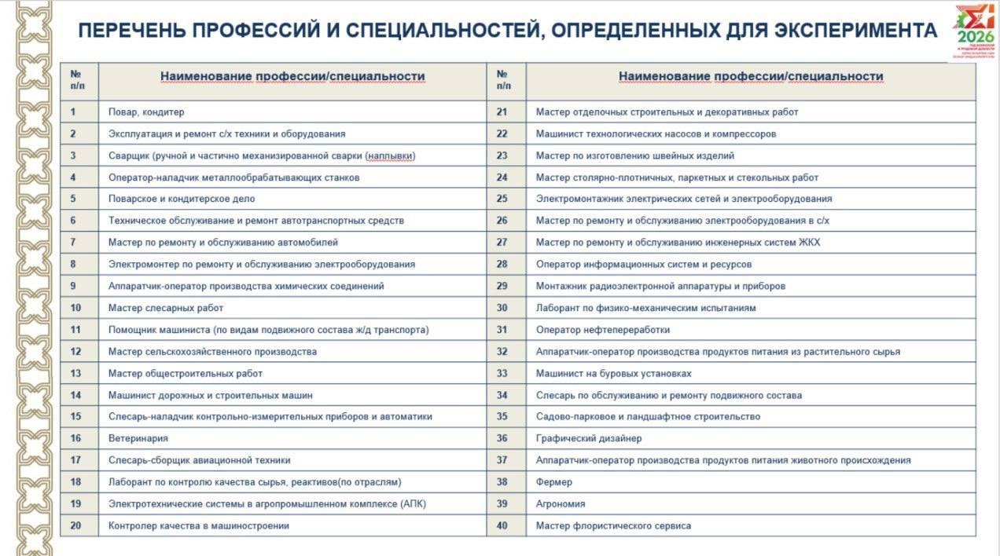 ПЕРЕЧЕНЬ ПРОФЕССИЙ И СПЕЦИАЛЬНОСТЕЙ, ОПРЕДЕЛЕННЫХ ДЛЯ ЭКСПЕРИМЕНТА
2026
№ п/п Наименование профессии/специальности
1 Повар, кондитер
2 Эксплуатация и ремонт с/х техники и оборудования
3 Сварщик (ручной и частично механизированной сварки (наплывки)
4 Оператор-наладчик металлообрабатывающих станков
5 Поварское и кондитерское дело
6 Техническое обслуживание и ремонт автотранспортных средств
7 Мастер по ремонту и обслуживанию автомобилей
8 Электромонтер по ремонту и обслуживанию электрооборудования
9 Аппаратчик-оператор производства химических соединений
10 Мастер слесарных работ
11 Помощник машиниста (по видам подвижного состава ж/д транспорта)
12 Мастер сельскохозяйственного производства
13 Мастер общестроительных работ
14 Машинист дорожных и строительных машин
15 Слесарь-наладчик контрольно-измерительных приборов и автоматики
16 Ветеринария
17 Слесарь-сборщик авиационной техники
18 Лаборант по контролю качества сырья, реактивов(по отраслям)
19 Электротехнические системы в агропромышленном комплексе (АПК)
20 Контролер качества в машиностроении
№ п/п Наименование профессии/специальности
21 Мастер отделочных строительных и декоративных работ
22 Машинист технологических насосов и компрессоров
23 Мастер по изготовлению швейных изделий
24 Мастер столярно-плотничных, паркетных и стекольных работ
25 Электромонтажник электрических сетей и электрооборудования
26 Мастер по ремонту и обслуживанию электрооборудования в с/х
27 Мастер по ремонту и обслуживанию инженерных систем ЖКХ
28 Оператор информационных систем и ресурсов
29 Монтажник радиоэлектронной аппаратуры и приборов
30 Лаборант по физико-механическим испытаниям
31 Оператор нефтепереработки
32 Аппаратчик-оператор производства продуктов питания из растительного сырья
33 Машинист на буровых установках
34 Слесарь по обслуживанию и ремонту подвижного состава
35 Садово-парковое и ландшафтное строительство
36 Графический дизайнер
37 Аппаратчик-оператор производства продуктов питания животного происхождения
38 Фермер
39 Агрономия
40 Мастер флористического сервиса